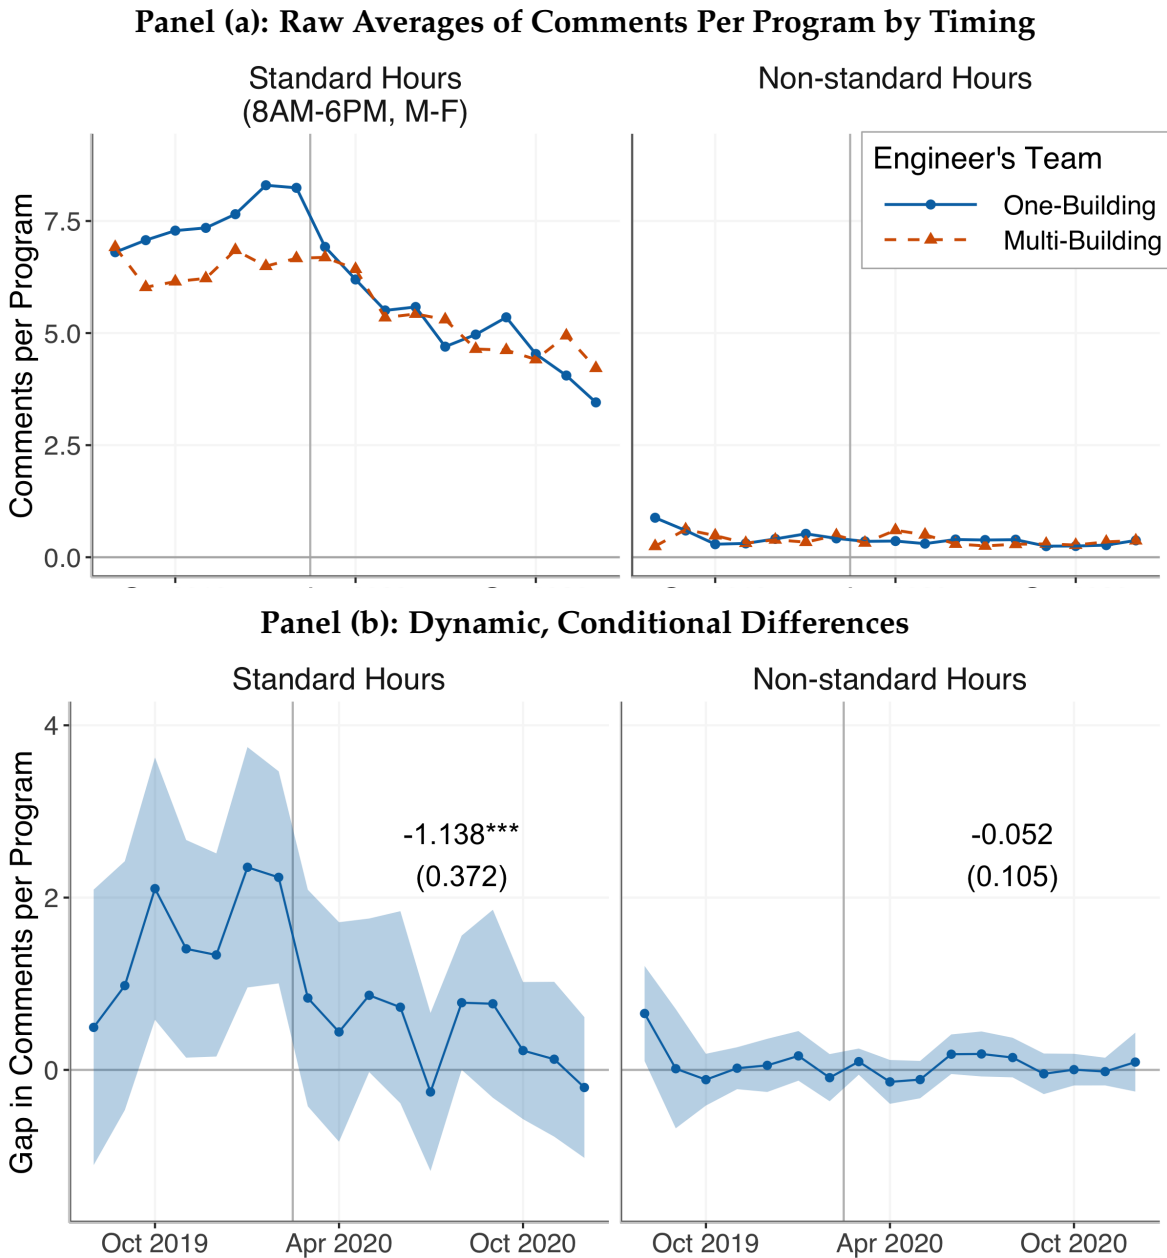 Panel (a): Raw Averages of Comments Per Program by Timing
Standard Hours
(8AM-6PM, M-F)
Non-standard Hours
Engineer's Team
One-Building
Multi-Building
Comments per Program
7.5
5.0
2.5
0.0
Panel (b): Dynamic, Conditional Differences
Standard Hours
Non-standard Hours
Gap in Comments per Program
4
2
0
-1.138***
(0.372)
-0.052
(0.105)
Oct 2019
Apr 2020
Oct 2020
Oct 2019
Apr 2020
Oct 2020